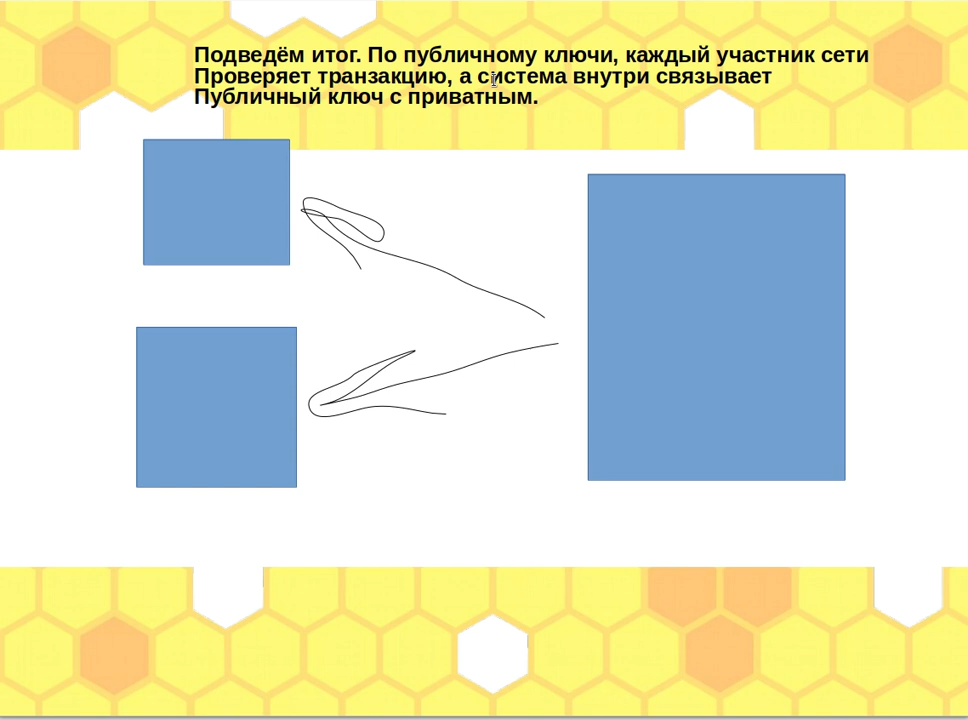 Подведём итог. По публичному ключи, каждый участник сети
Проверяет транзакцию, а система внутри связывает
Публичный ключ с приватным.